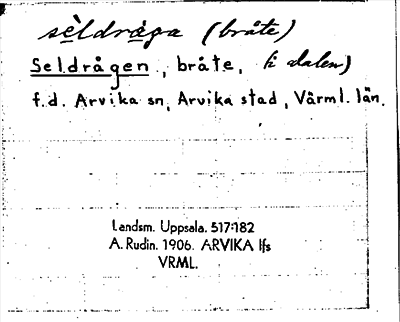 sèldråga (bråte)
Seldrågen, bråte, (i dalen)
f.d. Arvika sn, Arvika stad, Värml. län.
Landsm. Uppsala. 517:182
A. Rudin. 1906. ARVIKA lfs
VRML.